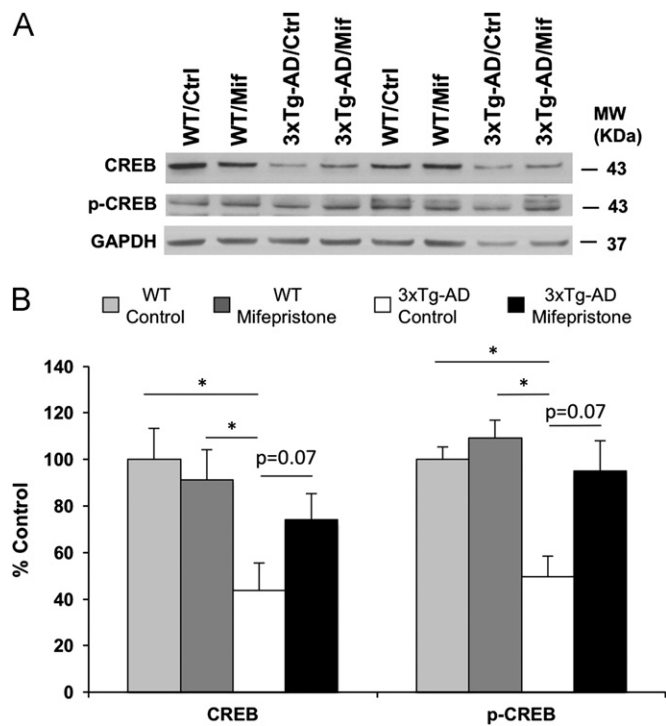 A
WT/Ctrl WT/Mif 3xTg-AD/Ctrl 3xTg-AD/Mif WT/Ctrl WT/Mif 3xTg-AD/Ctrl 3xTg-AD/Mif
MW
(KDa)
CREB — 43
p-CREB — 43
GAPDH — 37
B
WT
Control
WT
Mifepristone
3xTg-AD
Control
3xTg-AD
Mifepristone
% Control
140
120
100
80
60
40
20
0
*
*
p=0.07
*
*
p=0.07
CREB p-CREB